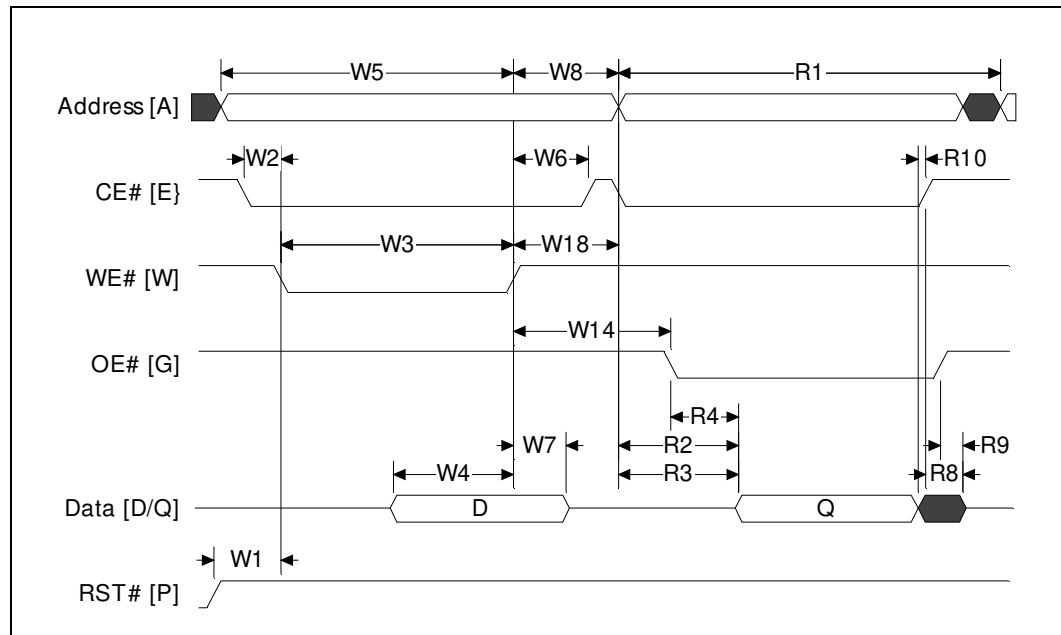 W5 W8 R1
Address [A]
W2 W6 R10
CE# [E}
W3 W18
WE# [W]
W14
OE# [G]
R4
W7 R2 R9
W4 R3 R8
Data [D/Q] D Q
W1
RST# [P]